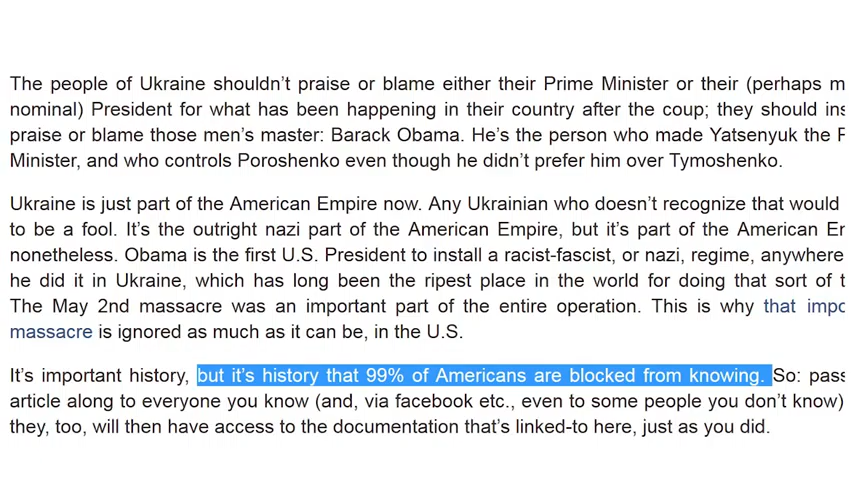 The people of Ukraine shouldn't praise or blame either their Prime Minister or their (perhaps
nominal) President for what has been happening in their country after the coup; they should
praise or blame those men's master: Barack Obama. He's the person who made Yatsenyuk the
Minister, and who controls Poroshenko even though he didn't prefer him over Tymoshenko.
Ukraine is just part of the American Empire now. Any Ukrainian who doesn't recognize that would
to be a fool. It's the outright nazi part of the American Empire, but it's part of the American
nonetheless. Obama is the first U.S. President to install a racist-fascist, or nazi, regime, anywhere
he did it in Ukraine, which has long been the ripest place in the world for doing that sort of
The May 2nd massacre was an important part of the entire operation. This is why that
massacre is ignored as much as it can be, in the U.S.
It's important history, but it's history that 99% of Americans are blocked from knowing. So:
article along to everyone you know (and, via facebook etc., even to some people you don't know)
they, too, will then have access to the documentation that's linked-to here, just as you did.